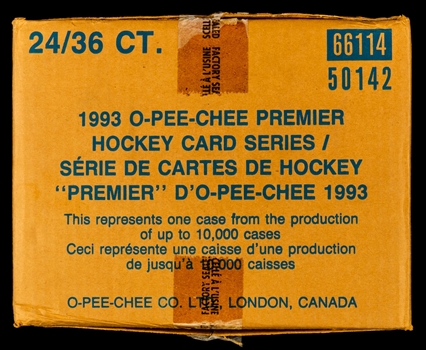 24/36 CT.
66114
50142
1993 O-PEE-CHEE PREMIER
HOCKEY CARD SERIES /
SÉRIE DE CARTES DE HOCKEY
"PREMIER" D'O-PEE-CHEE 1993
This represents one case from the production
of up to 10,000 cases
Ceci représente une caisse d'une production
de jusqu'à 10,000 caisses
O-PEE-CHEE CO. LTD. LONDON, CANADA
FACTORY
À L'USINE
FACTORY
À L'USINE